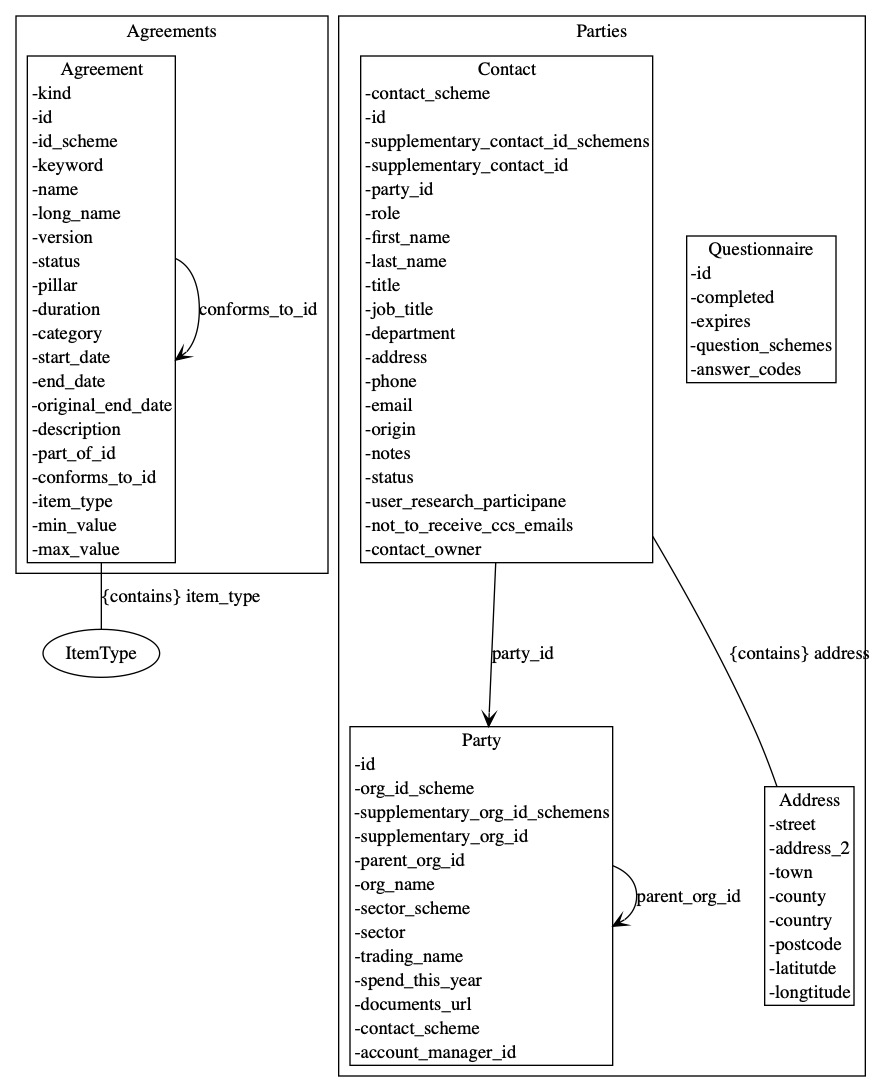 Agreements
Agreement
-kind
-id
-id_scheme
-keyword
-name
-long_name
-version
-status
-pillar
-duration
-category
-start_date
-end_date
-original_end_date
-description
-part_of_id
-conforms_to_id
-item_type
-min_value
-max_value
conforms_to_id
{contains} item_type
ItemType
Parties
Contact
-contact_scheme
-id
-supplementary_contact_id_schemens
-supplementary_contact_id
-party_id
-role
-first_name
-last_name
-title
-job_title
-department
-address
-phone
-email
-origin
-notes
-status
-user_research_participane
-not_to_receive_ccs_emails
-contact_owner
Questionnaire
-id
-completed
-expires
-question_schemes
-answer_codes
party_id
{contains} address
Party
-id
-org_id_scheme
-supplementary_org_id_schemens
-supplementary_org_id
-parent_org_id
-org_name
-sector_scheme
-sector
-trading_name
-spend_this_year
-documents_url
-contact_scheme
-account_manager_id
parent_org_id
Address
-street
-address_2
-town
-county
-country
-postcode
-latitutde
-longtitude